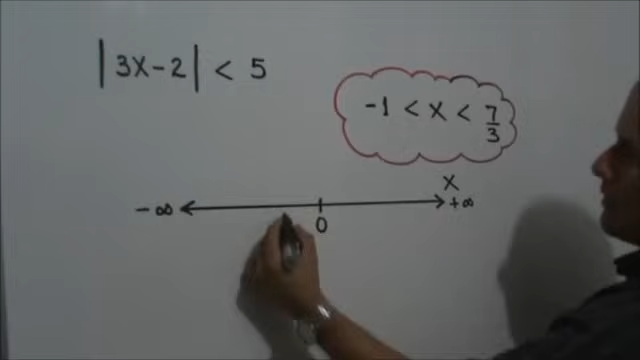 |3X-2| < 5
-1 < X < 7/3
X
-∞ +∞
0